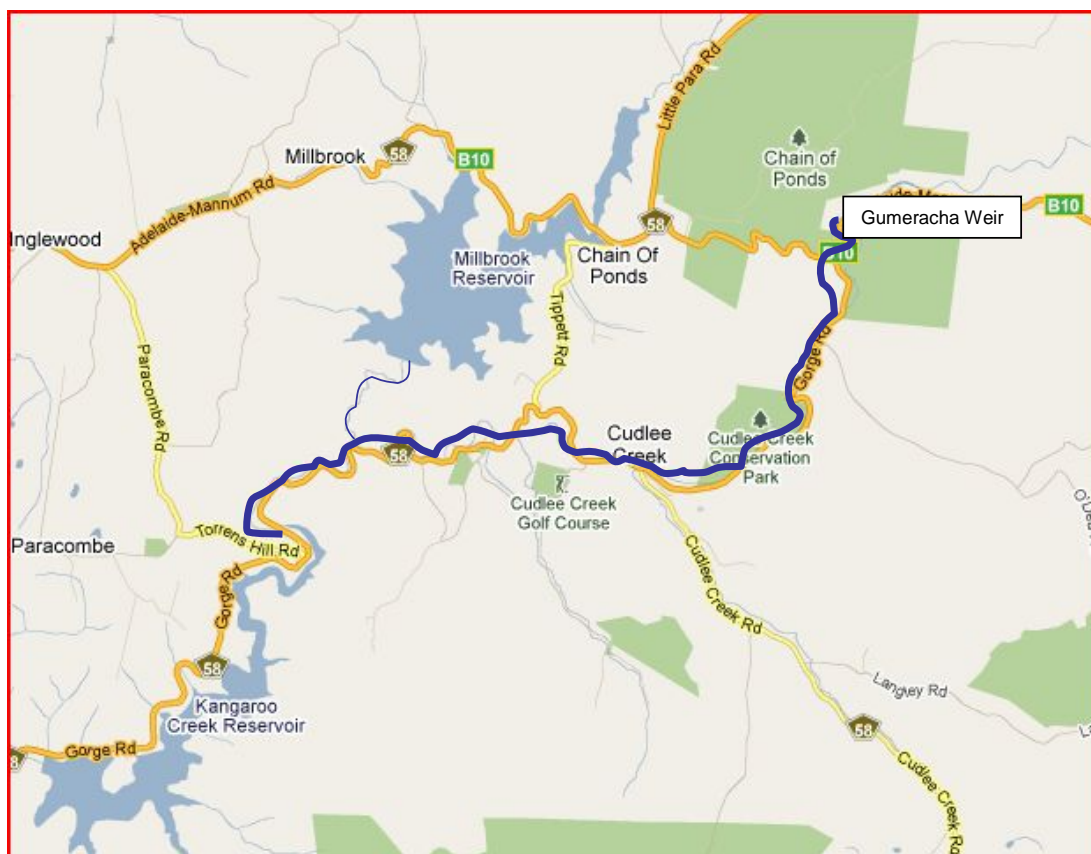 Little Para Rd
Millbrook
58
B10
Chain of
Ponds
Adelaide-Mannum Rd
B10
Gumeracha Weir
58
Inglewood
Millbrook
Reservoir
Chain Of
Ponds
Tippett Rd
Gorge Rd
Paracombe Rd
Cudlee
Creek
58
Cudlee Creek
Conservation
Park
Cudlee Creek
Golf Course
Torrens Hill Rd
Paracombe
Gorge Rd
Cudlee Creek Rd
58
Kangaroo
Creek Reservoir
Langley Rd
58
Gorge Rd
Cudlee Creek Rd